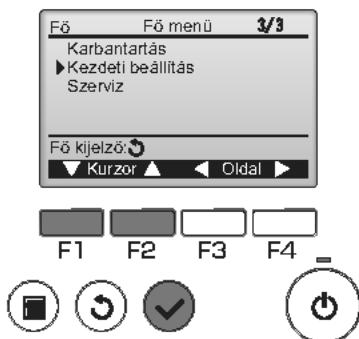 Fő Fő menü 3/3
Karbantartás
▶Kezdeti beállítás
Szerviz
Fő kijelző:
▼ Kurzor ▲ ◀ Oldal ▶
F1 F2 F3 F4